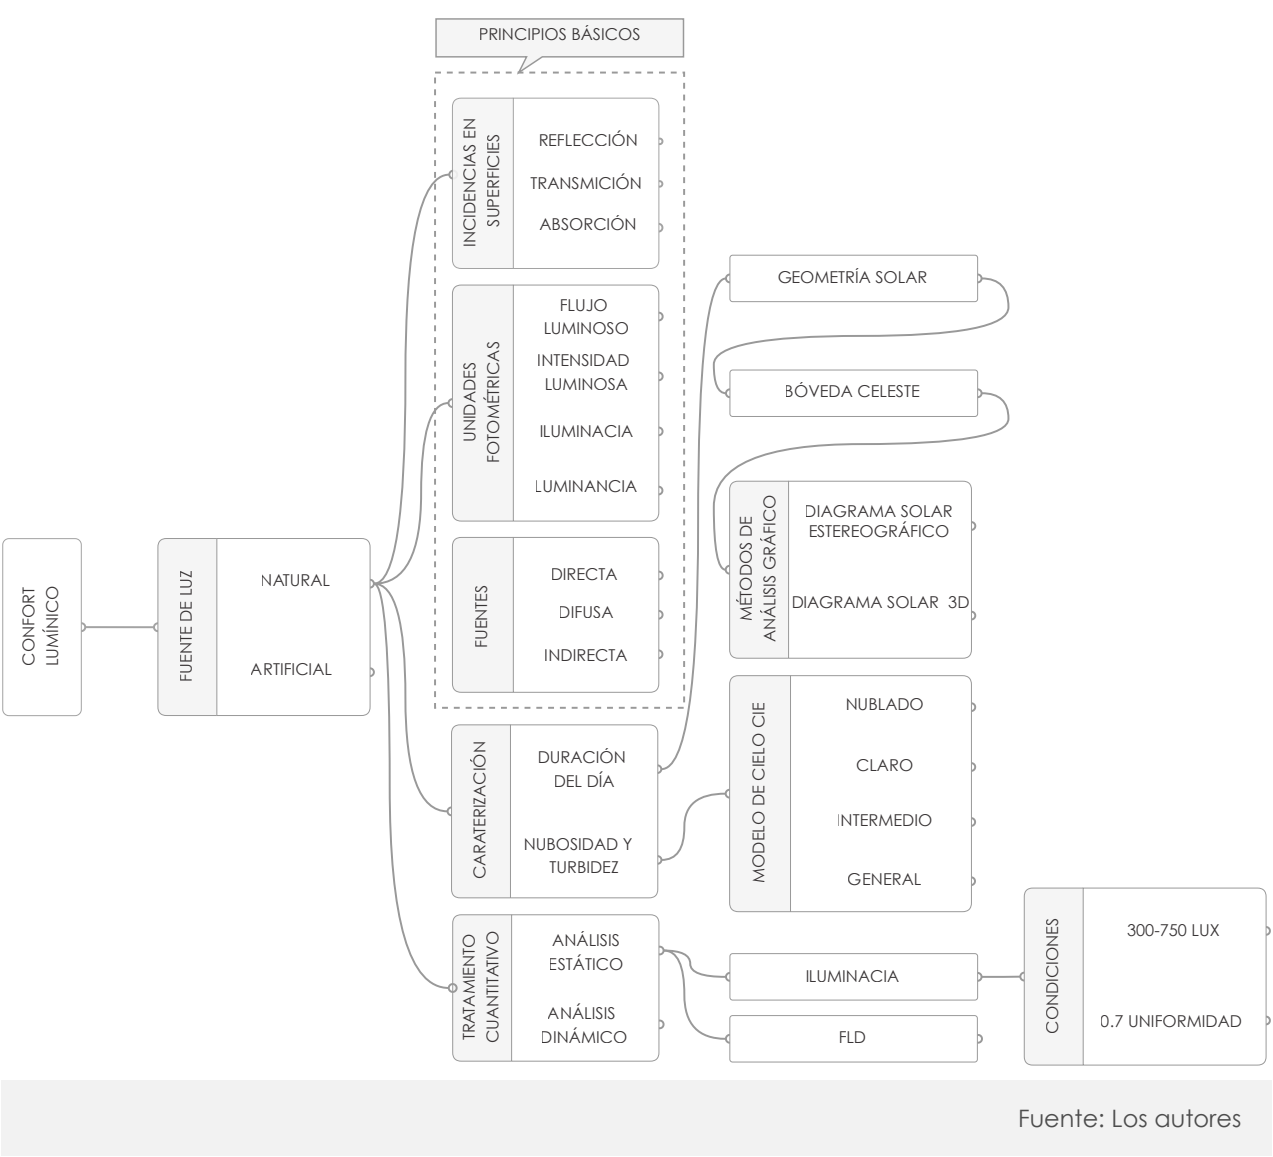 PRINCIPIOS BÁSICOS
INCIDENCIAS EN
SUPERFICIES
REFLECCIÓN
TRANSMICIÓN
ABSORCIÓN
UNIDADES
FOTOMÉTRICAS
FLUJO
LUMINOSO
INTENSIDAD
LUMINOSA
ILUMINACIA
LUMINANCIA
FUENTES
DIRECTA
DIFUSA
INDIRECTA
CONFORT
LUMÍNICO
FUENTE DE LUZ
NATURAL
ARTIFICIAL
CARATERIZACIÓN
DURACIÓN
DEL DÍA
NUBOSIDAD Y
TURBIDEZ
TRATAMIENTO
CUANTITATIVO
ANÁLISIS
ESTÁTICO
ANÁLISIS
DINÁMICO
GEOMETRÍA SOLAR
BÓVEDA CELESTE
MÉTODOS DE
ANÁLISIS GRÁFICO
DIAGRAMA SOLAR
ESTEREOGRÁFICO
DIAGRAMA SOLAR 3D
MODELO DE CIELO CIE
NUBLADO
CLARO
INTERMEDIO
GENERAL
ILUMINACIA
FLD
CONDICIONES
300-750 LUX
0.7 UNIFORMIDAD
Fuente: Los autores